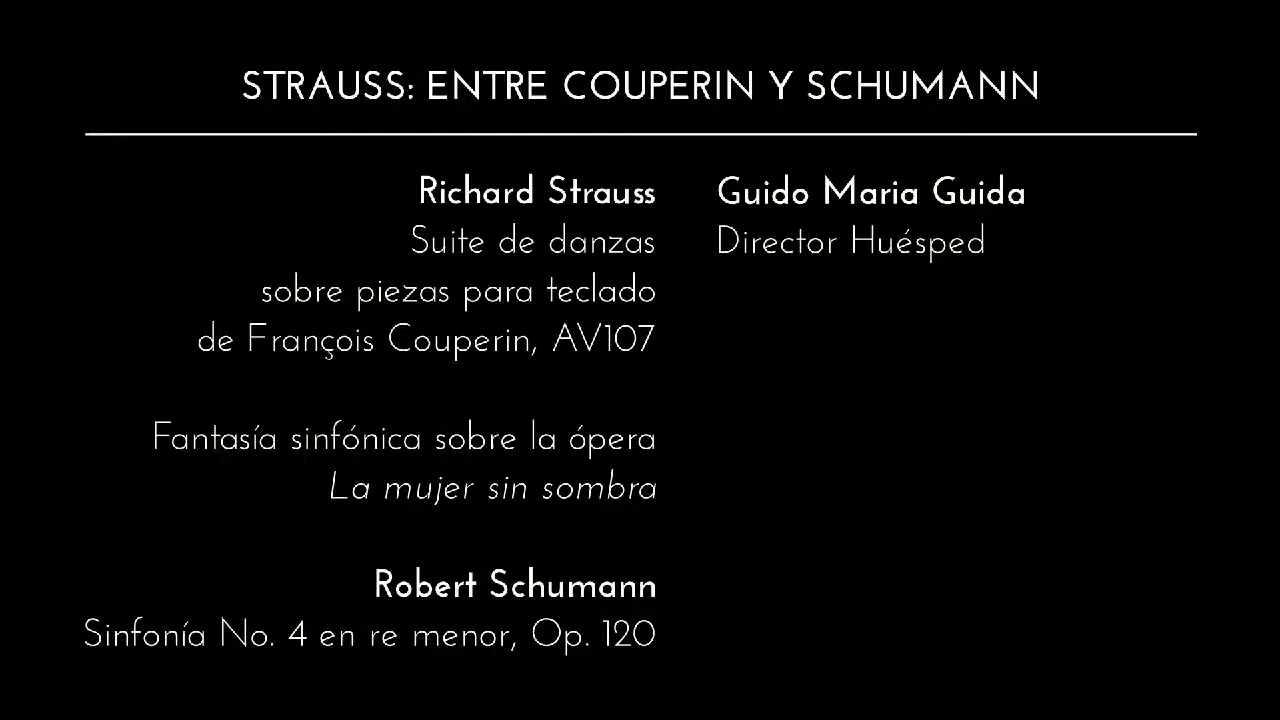 STRAUSS: ENTRE COUPERIN Y SCHUMANN
Richard Strauss
Suite de danzas
sobre piezas para teclado
de François Couperin, AV107
Fantasía sinfónica sobre la ópera
La mujer sin sombra
Robert Schumann
Sinfonía No. 4 en re menor, Op. 120
Guido Maria Guida
Director Huésped